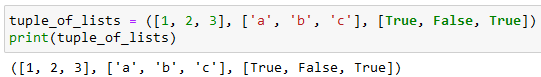 tuple_of_lists = ([1, 2, 3], ['a', 'b', 'c'], [True, False, True])
print(tuple_of_lists)
([1, 2, 3], ['a', 'b', 'c'], [True, False, True])